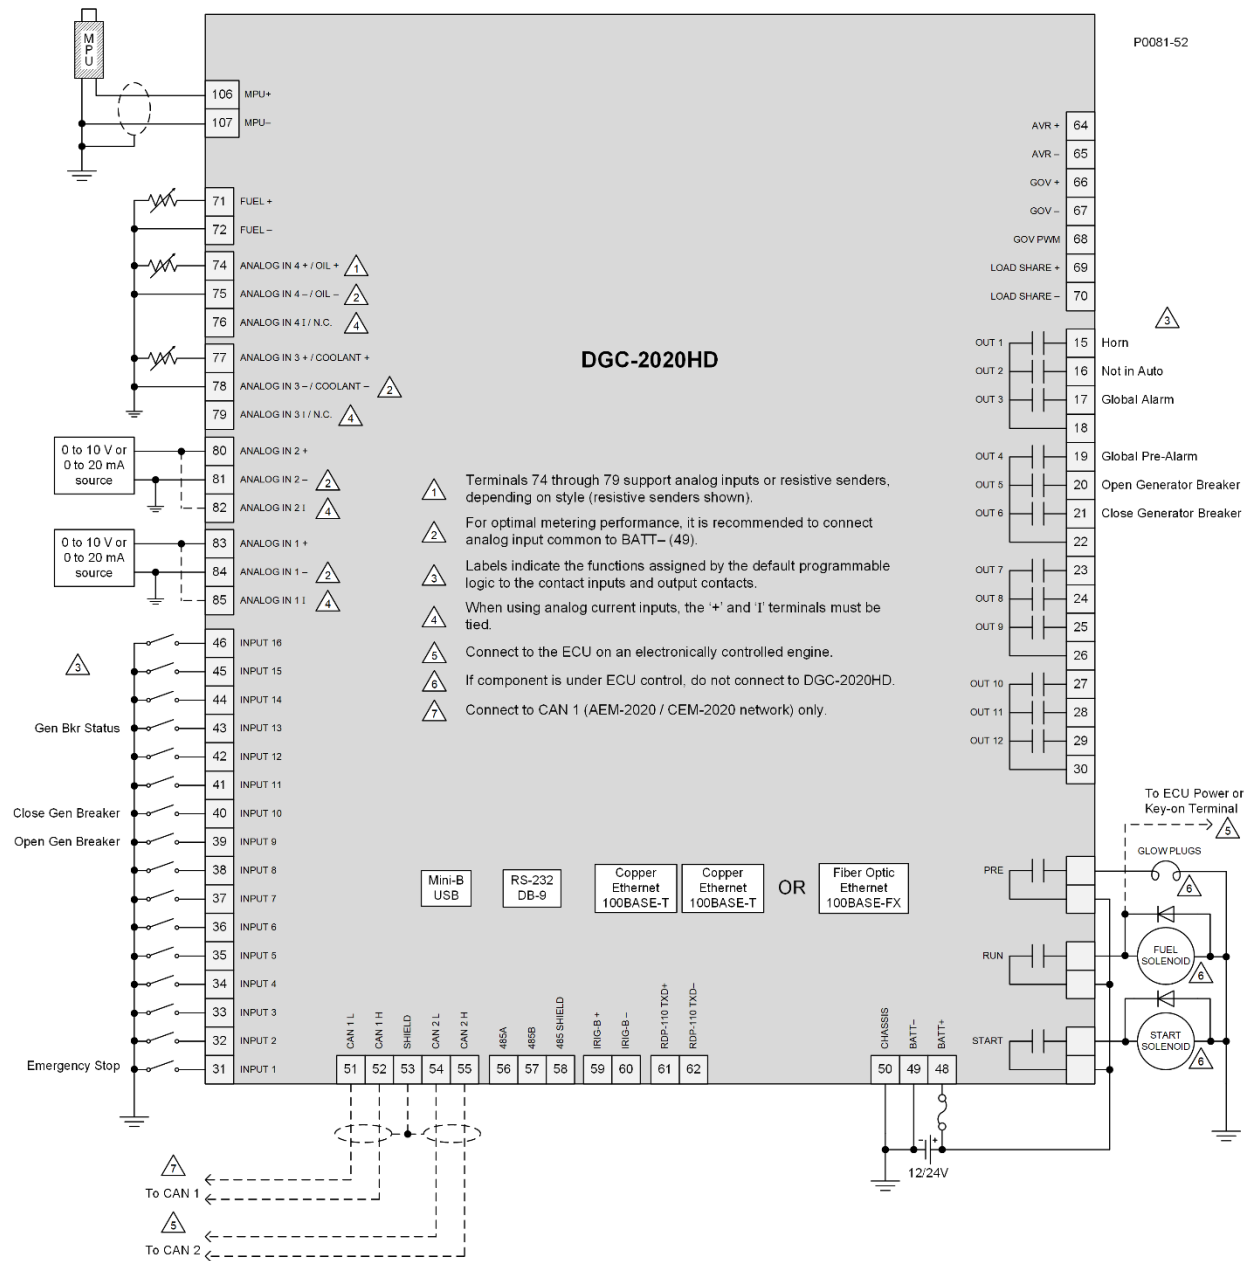 P0081-52
M
P
U
106 MPU+
107 MPU–
71 FUEL +
72 FUEL –
74 ANALOG IN 4 + / OIL + 1
75 ANALOG IN 4 – / OIL – 2
76 ANALOG IN 4 I / N.C. 4
77 ANALOG IN 3 + / COOLANT +
78 ANALOG IN 3 – / COOLANT – 2
79 ANALOG IN 3 I / N.C. 4
0 to 10 V or
0 to 20 mA
source
80 ANALOG IN 2 +
81 ANALOG IN 2 – 2
82 ANALOG IN 2 I 4
0 to 10 V or
0 to 20 mA
source
83 ANALOG IN 1 +
84 ANALOG IN 1 – 2
85 ANALOG IN 1 I 4
3
46 INPUT 16
45 INPUT 15
44 INPUT 14
Gen Bkr Status 43 INPUT 13
42 INPUT 12
41 INPUT 11
Close Gen Breaker 40 INPUT 10
Open Gen Breaker 39 INPUT 9
38 INPUT 8
37 INPUT 7
36 INPUT 6
35 INPUT 5
34 INPUT 4
33 INPUT 3
32 INPUT 2
Emergency Stop 31 INPUT 1
DGC-2020HD
1 Terminals 74 through 79 support analog inputs or resistive senders,
depending on style (resistive senders shown).
2 For optimal metering performance, it is recommended to connect
analog input common to BATT– (49).
3 Labels indicate the functions assigned by the default programmable
logic to the contact inputs and output contacts.
4 When using analog current inputs, the '+' and 'I' terminals must be
tied.
5 Connect to the ECU on an electronically controlled engine.
6 If component is under ECU control, do not connect to DGC-2020HD.
7 Connect to CAN 1 (AEM-2020 / CEM-2020 network) only.
Mini-B
USB
RS-232
DB-9
Copper
Ethernet
100BASE-T
Copper
Ethernet
100BASE-T
OR
Fiber Optic
Ethernet
100BASE-FX
AVR + 64
AVR – 65
GOV + 66
GOV – 67
GOV PWM 68
LOAD SHARE + 69
LOAD SHARE – 70
3
OUT 1 15 Horn
OUT 2 16 Not in Auto
OUT 3 17 Global Alarm
18
OUT 4 19 Global Pre-Alarm
OUT 5 20 Open Generator Breaker
OUT 6 21 Close Generator Breaker
22
OUT 7 23
OUT 8 24
OUT 9 25
26
OUT 10 27
OUT 11 28
OUT 12 29
30
To ECU Power or
Key-on Terminal
5
GLOW PLUGS
PRE
6
RUN
FUEL
SOLENOID
6
START
START
SOLENOID
6
CAN 1 L
CAN 1 H
SHIELD
CAN 2 L
CAN 2 H
485A
485B
485 SHIELD
IRIG-B +
IRIG-B –
RDP-110 TXD+
RDP-110 TXD–
CHASSIS
BATT–
BATT+
51 52 53 54 55 56 57 58 59 60 61 62 50 49 48
- +
12/24V
7
To CAN 1
5
To CAN 2